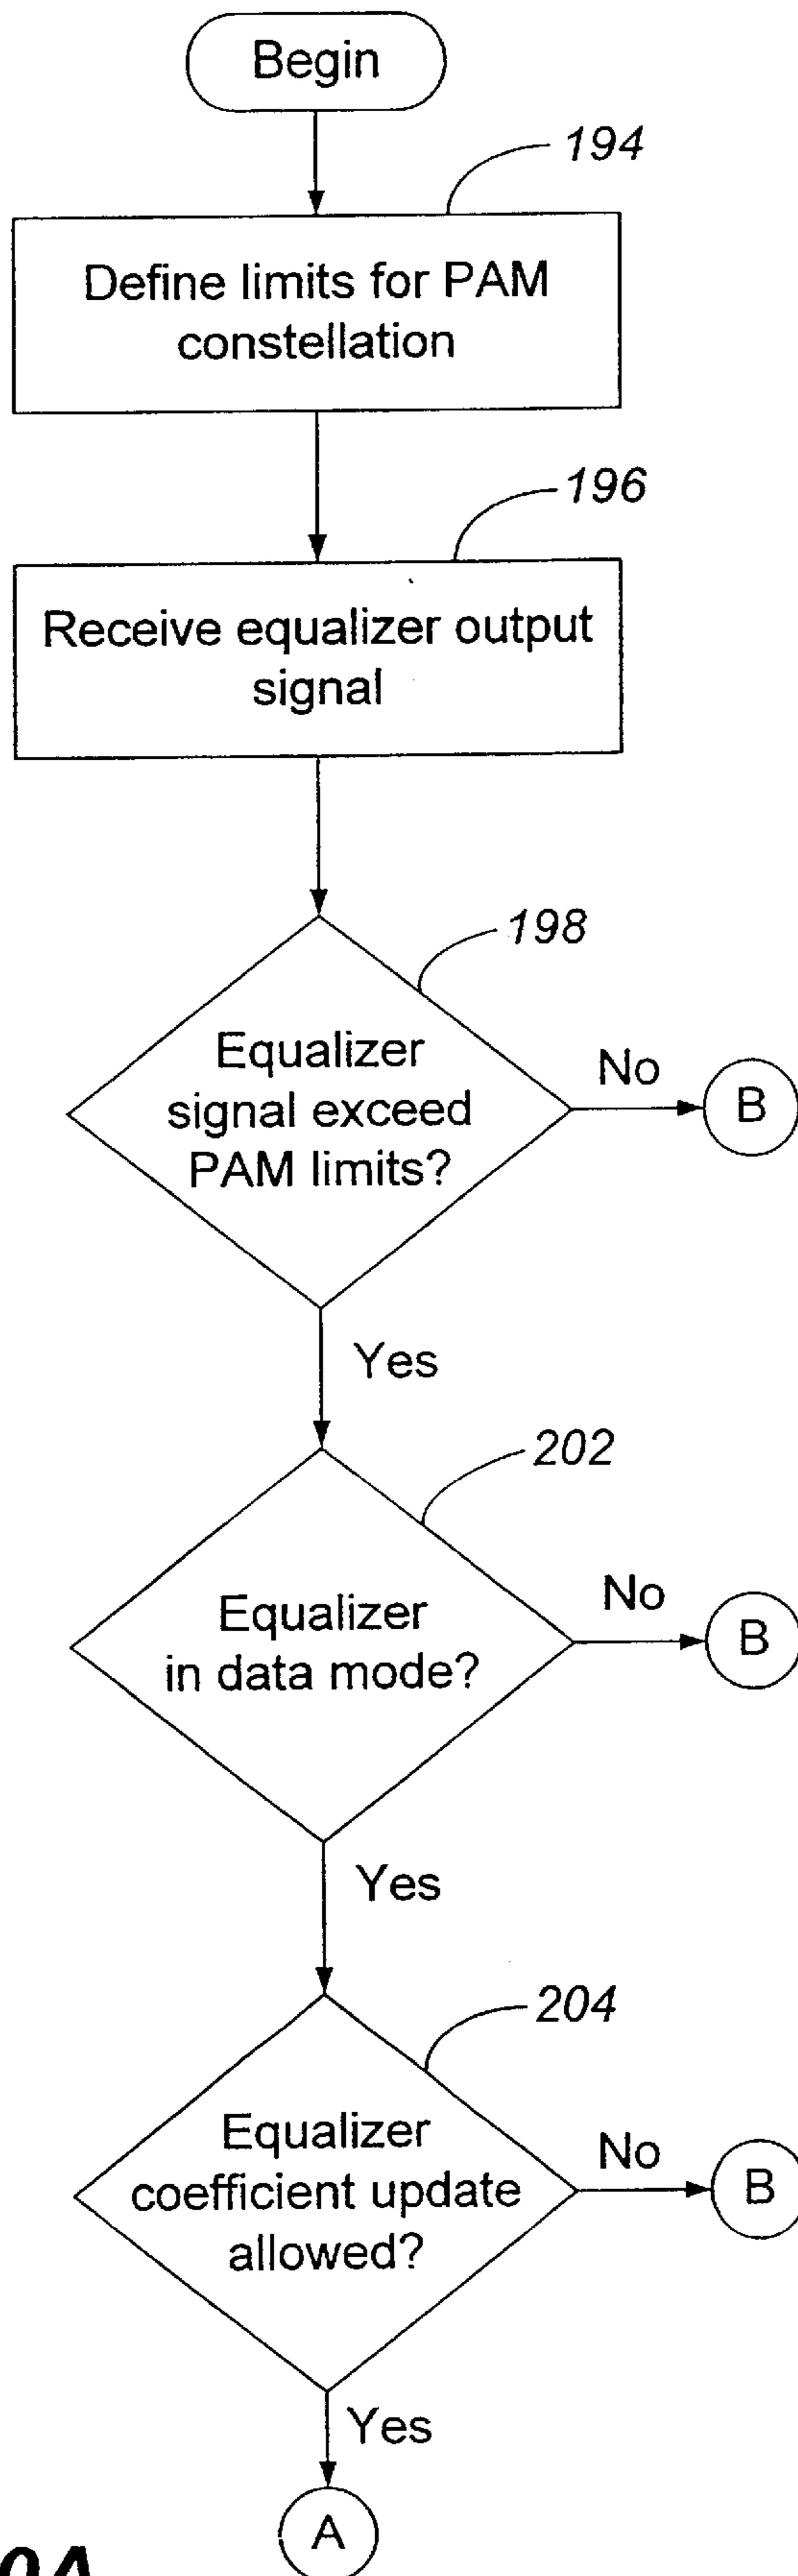 Begin
194
Define limits for PAM
constellation
196
Receive equalizer output
signal
198
Equalizer
signal exceed
PAM limits?
No
B
Yes
202
Equalizer
in data mode?
No
B
Yes
204
Equalizer
coefficient update
allowed?
No
B
Yes
A